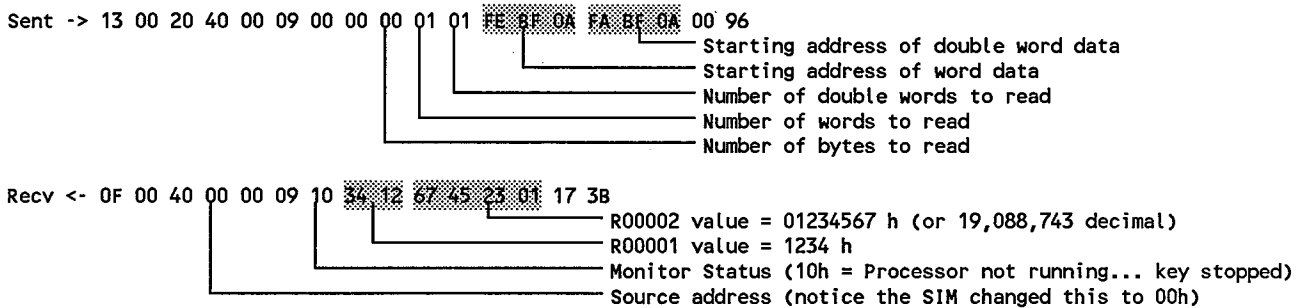 Sent -> 13 00 20 40 00 09 00 00 00 01 01 FE BF 0A FA BF 0A 00 96
Starting address of double word data
Starting address of word data
Number of double words to read
Number of words to read
Number of bytes to read
Recv <- 0F 00 40 00 00 09 10 34 12 67 45 23 01 17 3B
R00002 value = 01234567 h (or 19,088,743 decimal)
R00001 value = 1234 h
Monitor Status (10h = Processor not running... key stopped)
Source address (notice the SIM changed this to 00h)